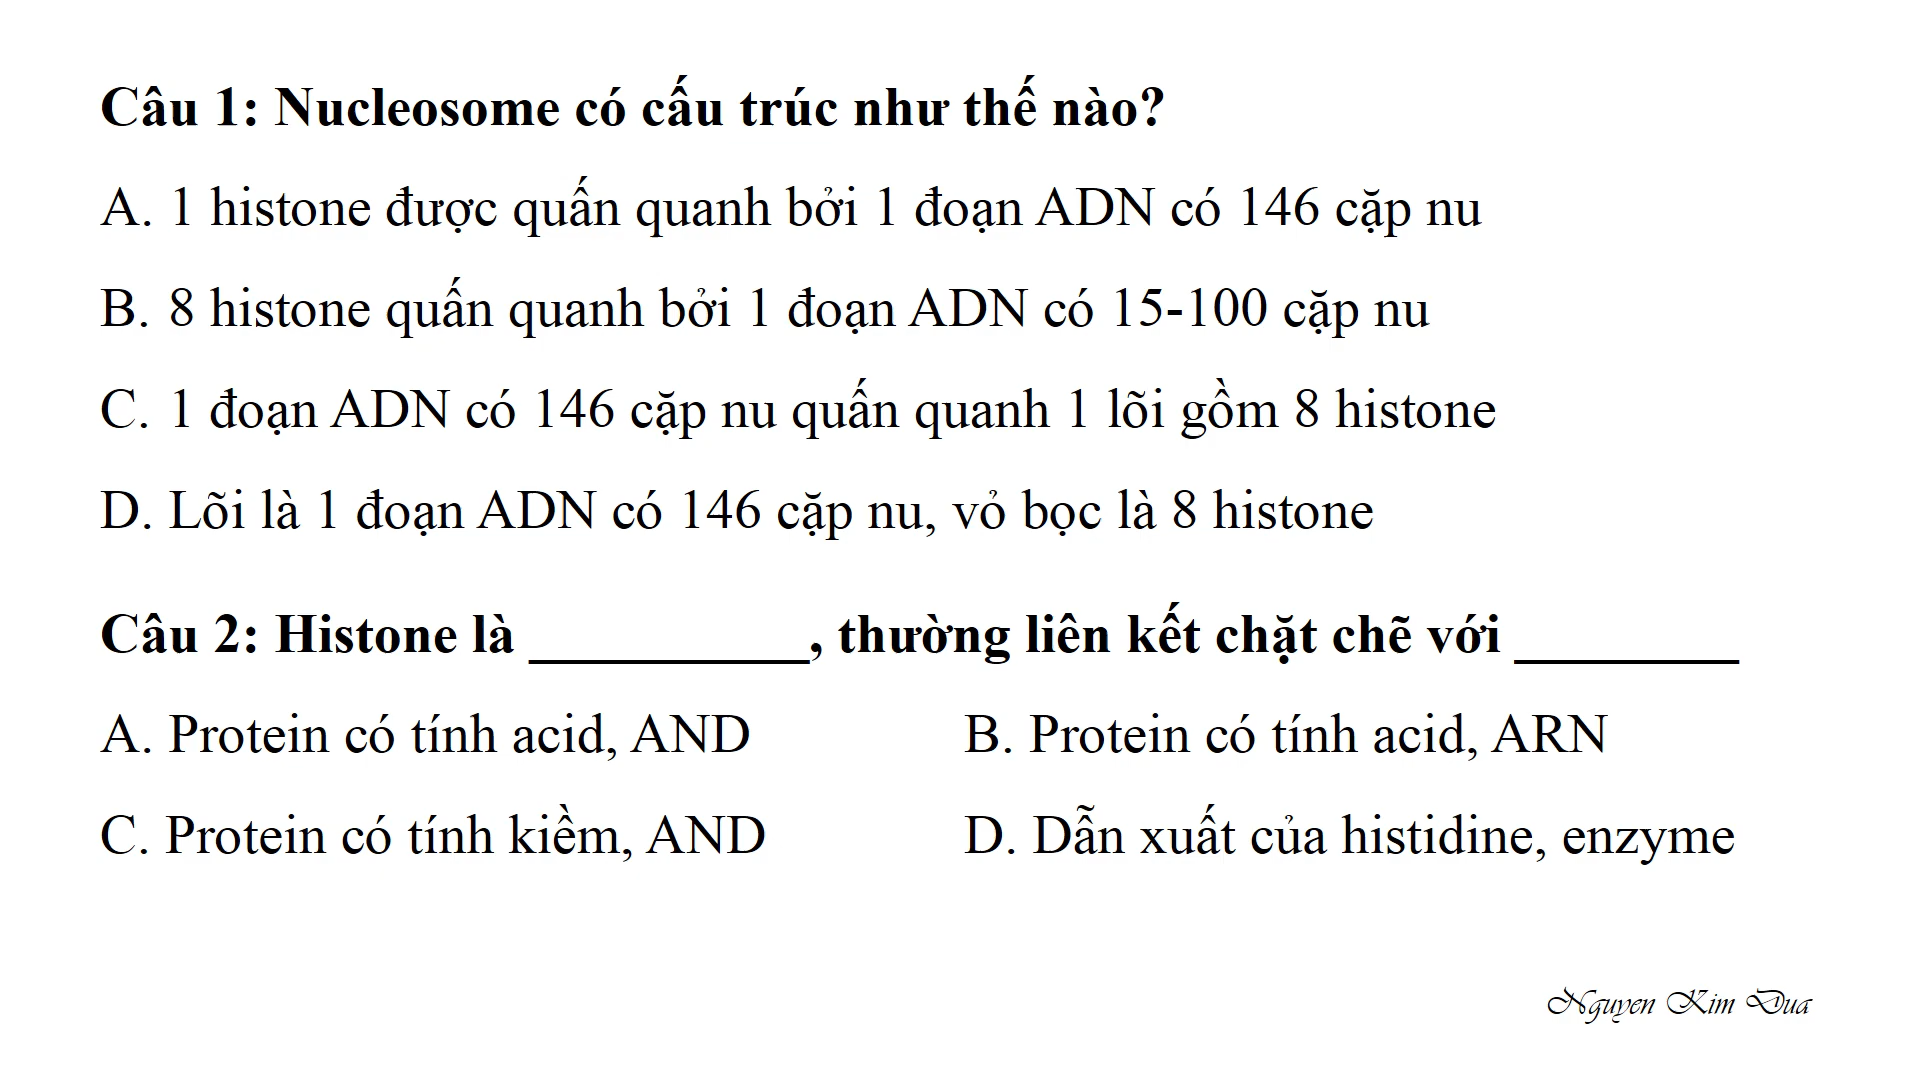 Câu 1: Nucleosome có cấu trúc như thế nào?
A. 1 histone được quấn quanh bởi 1 đoạn ADN có 146 cặp nu
B. 8 histone quấn quanh bởi 1 đoạn ADN có 15-100 cặp nu
C. 1 đoạn ADN có 146 cặp nu quấn quanh 1 lõi gồm 8 histone
D. Lõi là 1 đoạn ADN có 146 cặp nu, vỏ bọc là 8 histone
Câu 2: Histone là __________, thường liên kết chặt chẽ với ________
A. Protein có tính acid, AND B. Protein có tính acid, ARN
C. Protein có tính kiềm, AND D. Dẫn xuất của histidine, enzyme
Nguyen Kim Dua